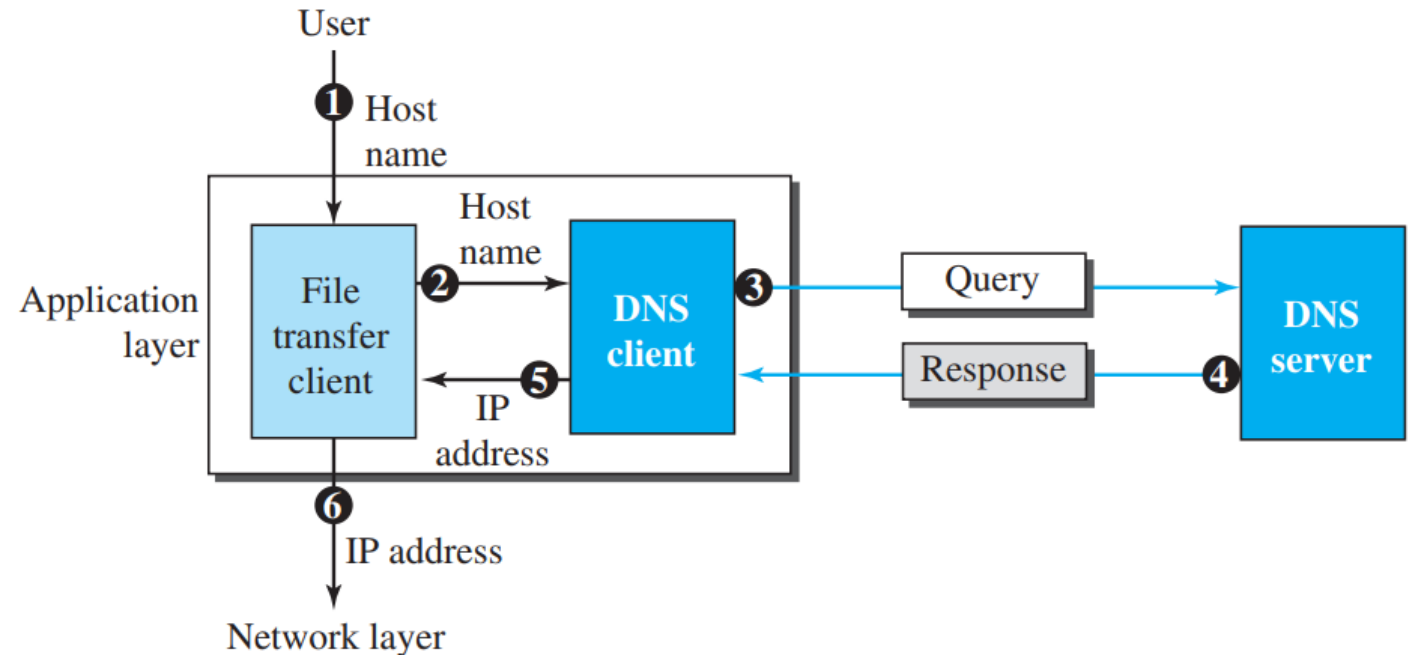 User
1
Host
name
Host
name
2
3
Query
Application
layer
File
transfer
client
DNS
client
DNS
server
Response
4
5
IP
address
6
IP address
Network layer